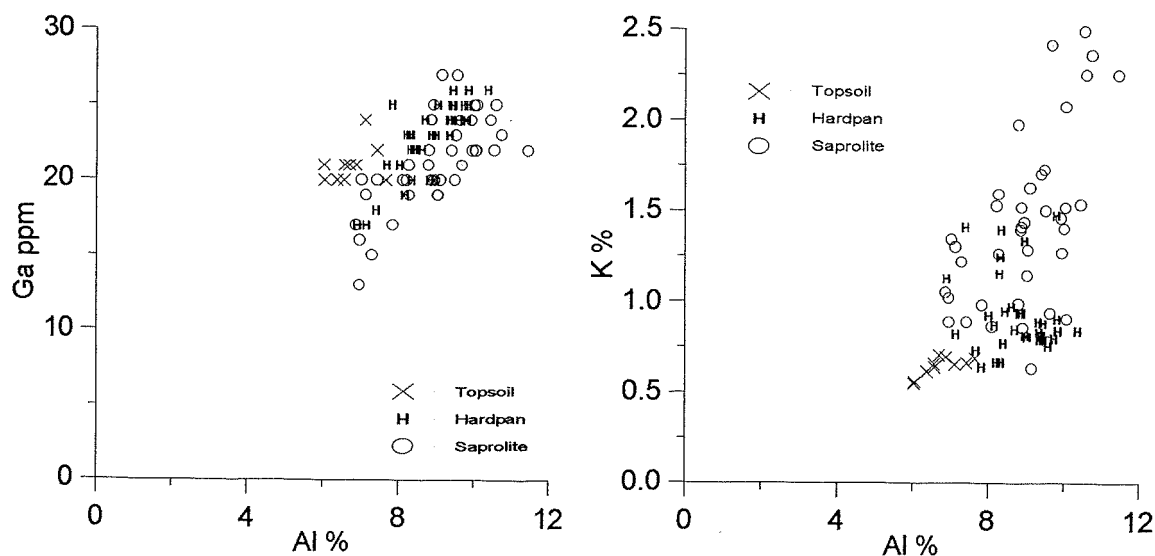 30
20
10
0
Ga ppm
0 4 8 12
Al %
Topsoil
Hardpan
Saprolite
2.5
2.0
1.5
1.0
0.5
0.0
K %
0 4 8 12
Al %
Topsoil
Hardpan
Saprolite